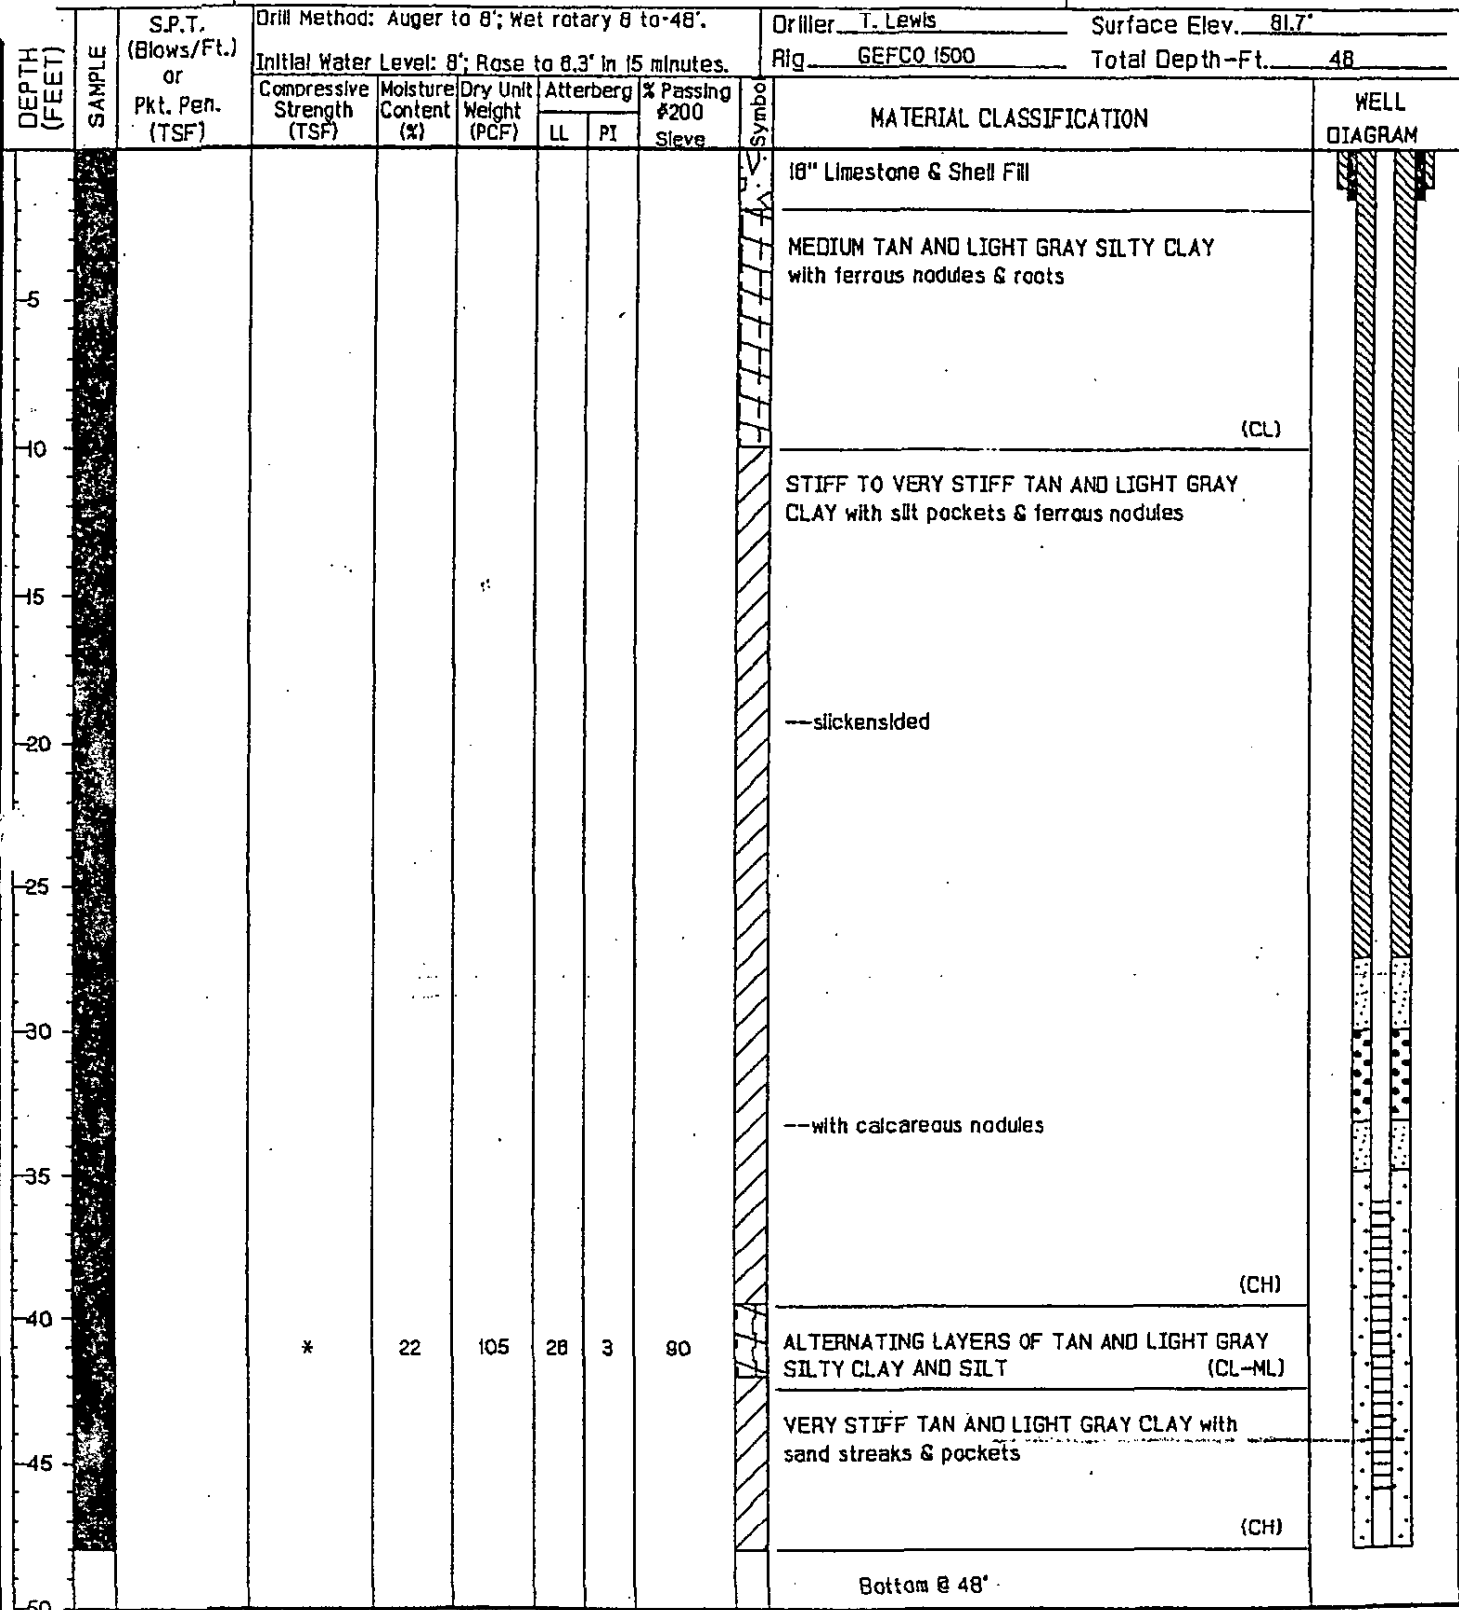 Drill Method: Auger to 8'; Wet rotary 8 to 48'.
Initial Water Level: 8'; Rose to 6.3' in 15 minutes.
Driller T. Lewis
Surface Elev. 81.7'
Rig GEFCO 1500
Total Depth-Ft. 48
DEPTH
(FEET)
SAMPLE
S.P.T.
(Blows/Ft.)
or
Pkt. Pen.
(TSF)
Compressive
Strength
(TSF)
Moisture
Content
(%)
Dry Unit
Weight
(PCF)
Atterberg
LL
PI
% Passing
#200
Sieve
Symbol
MATERIAL CLASSIFICATION
WELL
DIAGRAM
18" Limestone & Shell Fill
MEDIUM TAN AND LIGHT GRAY SILTY CLAY
with ferrous nodules & roots
5
(CL)
10
STIFF TO VERY STIFF TAN AND LIGHT GRAY
CLAY with silt pockets & ferrous nodules
15
--slickensided
20
25
30
--with calcareous nodules
35
(CH)
40
* 22 105 28 3 90
ALTERNATING LAYERS OF TAN AND LIGHT GRAY
SILTY CLAY AND SILT (CL-ML)
VERY STIFF TAN AND LIGHT GRAY CLAY with
sand streaks & pockets
45
(CH)
Bottom @ 48'
50